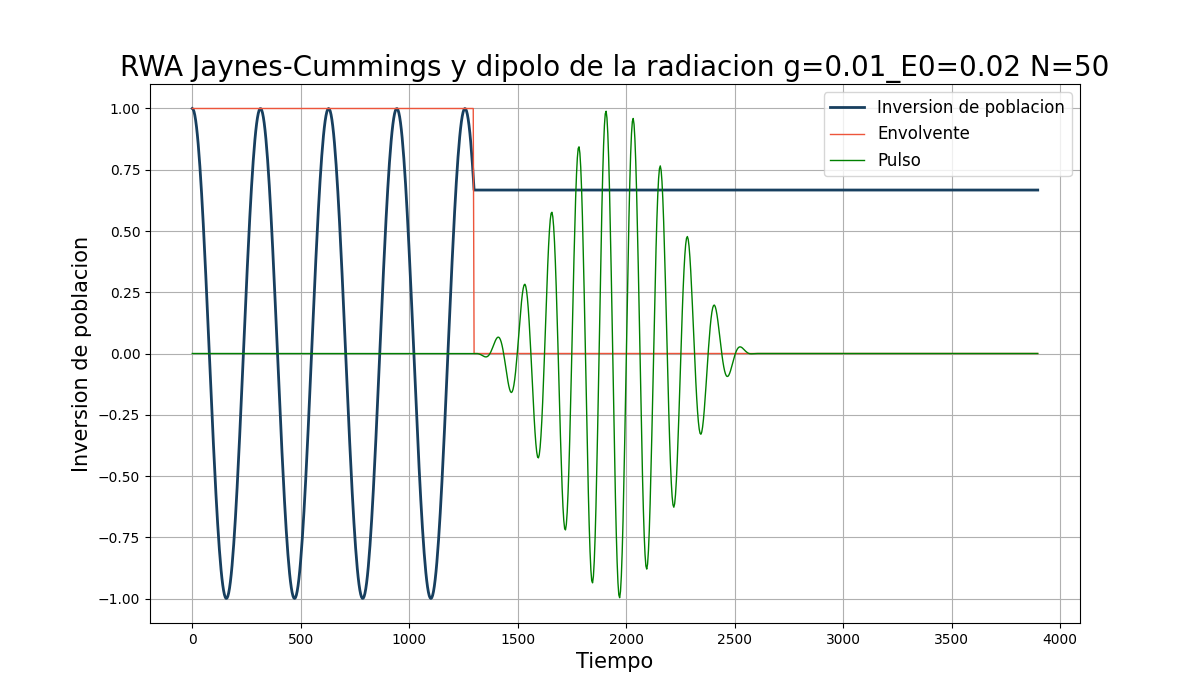 RWA Jaynes-Cummings y dipolo de la radiacion g=0.01_E0=0.02 N=50
Inversion de poblacion
Envolvente
Pulso
1.00
0.75
0.50
0.25
0.00
−0.25
−0.50
−0.75
−1.00
Inversion de poblacion
0 500 1000 1500 2000 2500 3000 3500 4000
Tiempo